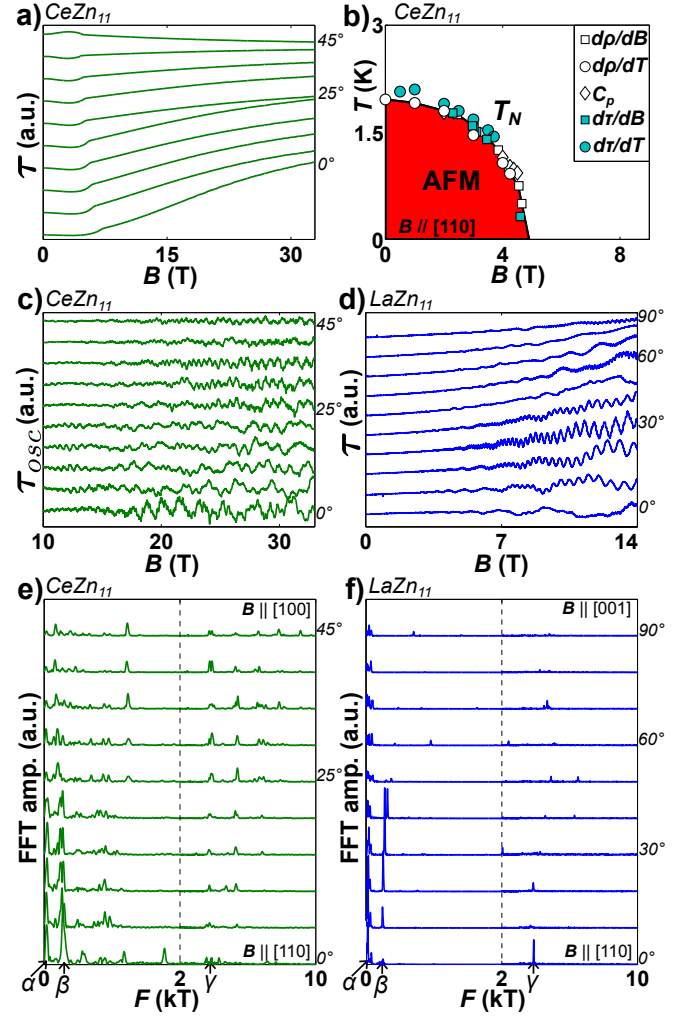 a) CeZn11
45°
25°
0°
τ (a.u.)
0 15 30
B (T)
b) CeZn11
3
1.5
0
T (K)
dρ/dB
dρ/dT
Cp
dτ/dB
dτ/dT
TN
AFM
B // [110]
0 4 8
B (T)
c) CeZn11
45°
25°
0°
τosc (a.u.)
10 20 30
B (T)
d) LaZn11
90°
60°
30°
0°
τ (a.u.)
0 7 14
B (T)
e) CeZn11
B || [100]
45°
25°
0°
B || [110]
FFT amp. (a.u.)
0 2 10
α β γ
F (kT)
f) LaZn11
B || [001]
90°
60°
30°
0°
B || [110]
FFT amp. (a.u.)
0 2 10
α β γ
F (kT)